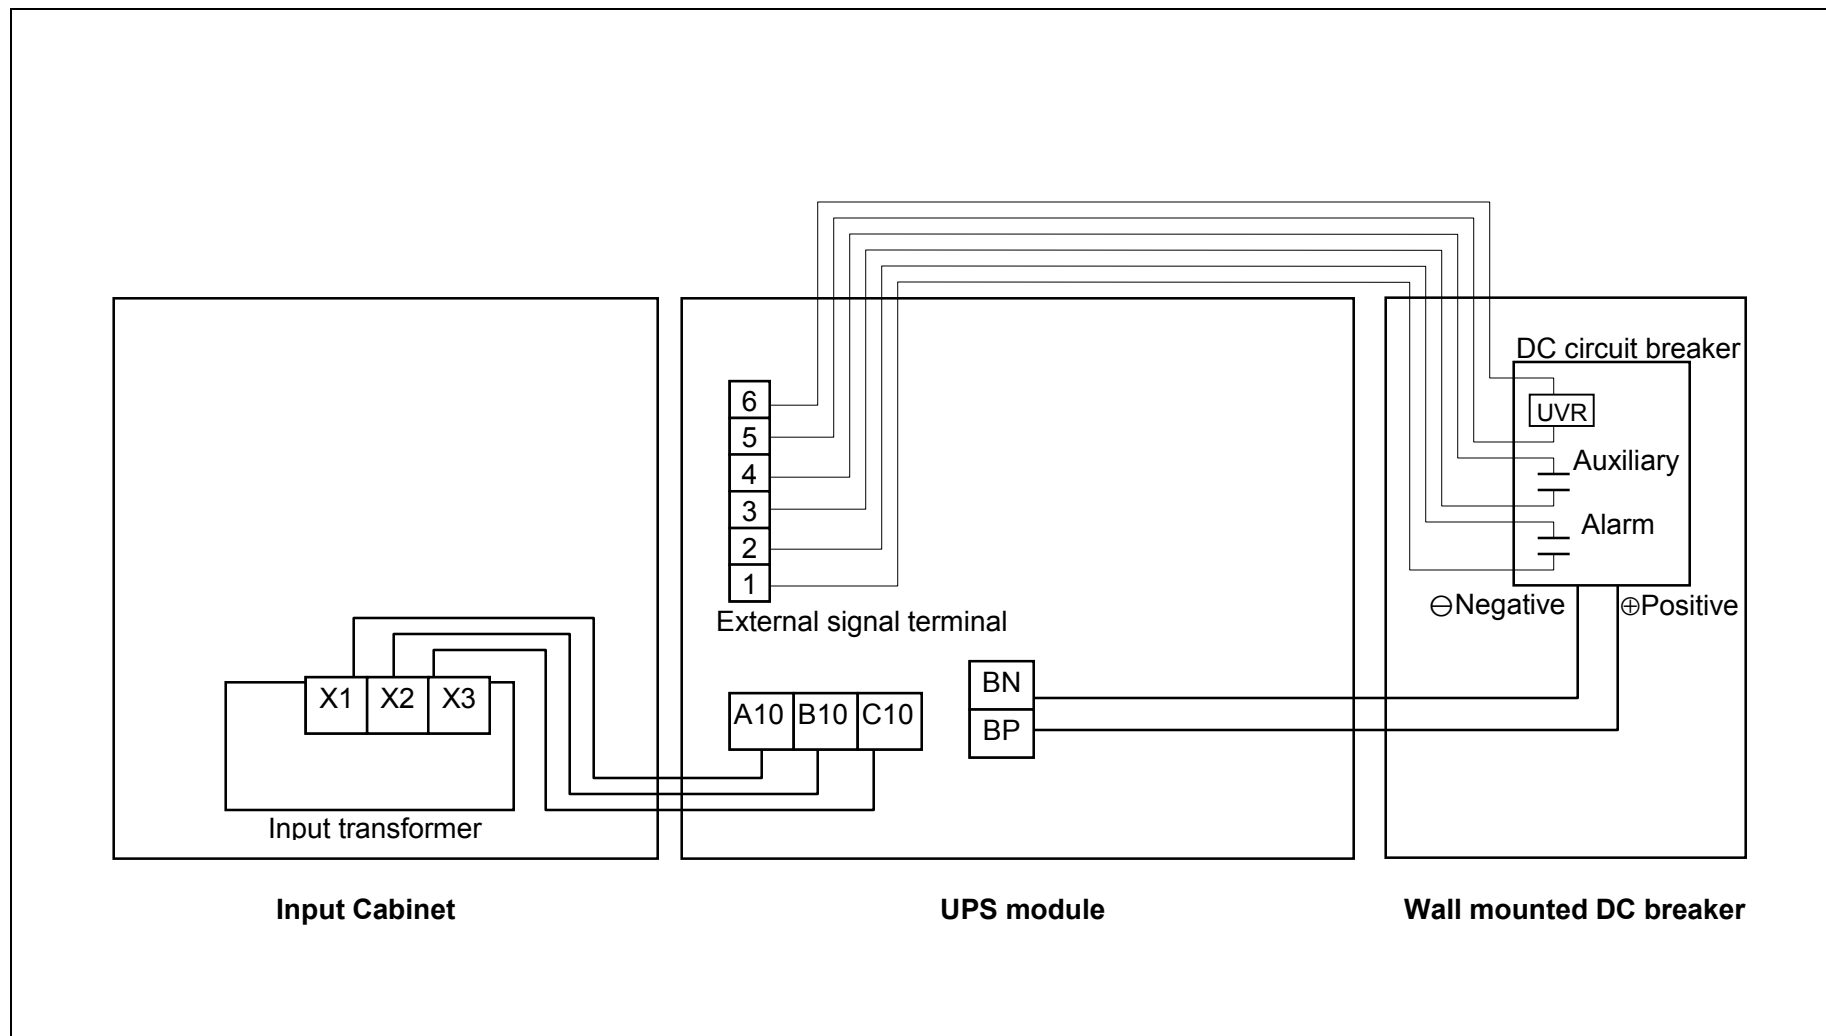 DC circuit breaker
6
UVR
5
4
Auxiliary
3
Alarm
2
1
⊖Negative
⊕Positive
External signal terminal
X1 X2 X3
A10 B10 C10
BN
BP
Input transformer
Input Cabinet
UPS module
Wall mounted DC breaker